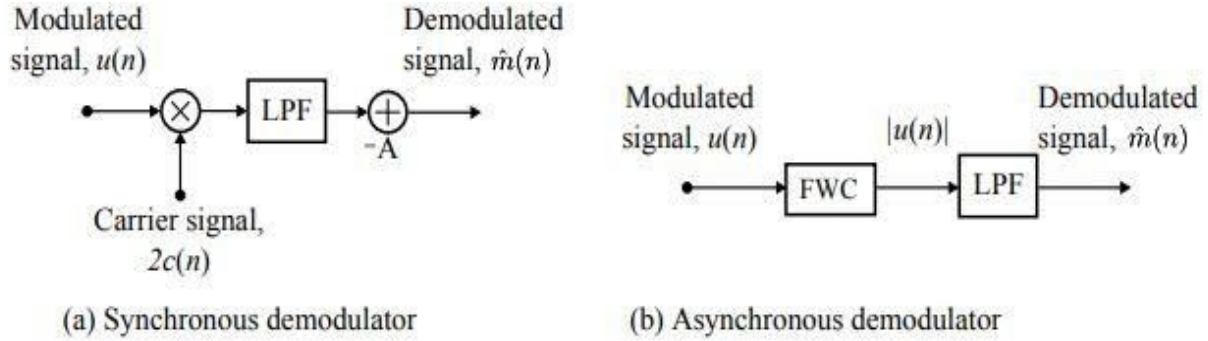 Modulated
signal, u(n)
Demodulated
signal, m̂(n)
×
LPF
+
-A
Carrier signal,
2c(n)
(a) Synchronous demodulator
Modulated
signal, u(n)
|u(n)|
Demodulated
signal, m̂(n)
FWC
LPF
(b) Asynchronous demodulator